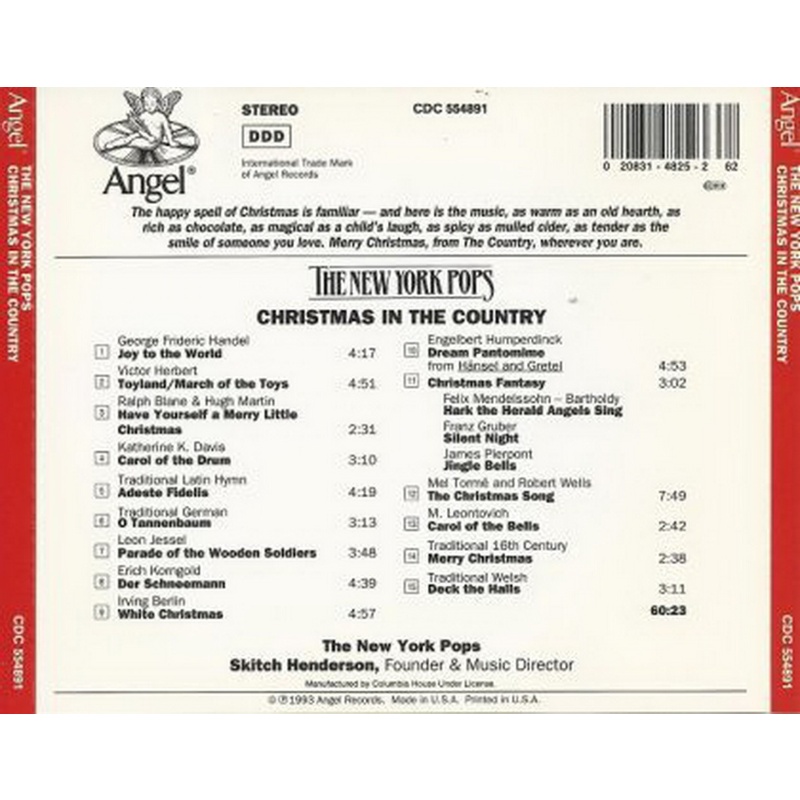 Angel®
THE NEW YORK POPS
CHRISTMAS IN THE COUNTRY
CDC 554891
Angel®
STEREO
DDD
International Trade Mark
of Angel Records
CDC 554891
0 20831-4825-2 62
The happy spell of Christmas is familiar — and here is the music, as warm as an old hearth, as
rich as chocolate, as magical as a child's laugh, as spicy as mulled cider, as tender as the
smile of someone you love. Merry Christmas, from The Country, wherever you are.
THE NEW YORK POPS
CHRISTMAS IN THE COUNTRY
George Frideric Handel
1 Joy to the World 4:17
Victor Herbert
2 Toyland/March of the Toys 4:51
Ralph Blane & Hugh Martin
3 Have Yourself a Merry Little
Christmas 2:31
Katherine K. Davis
4 Carol of the Drum 3:10
Traditional Latin Hymn
5 Adeste Fidelis 4:19
Traditional German
6 O Tannenbaum 3:13
Leon Jessel
7 Parade of the Wooden Soldiers 3:48
Erich Korngold
8 Der Schneemann 4:39
Irving Berlin
9 White Christmas 4:57
Engelbert Humperdinck
10 Dream Pantomime
from Hänsel and Gretel 4:53
11 Christmas Fantasy 3:02
Felix Mendelssohn – Bartholdy
Hark the Herald Angels Sing
Franz Gruber
Silent Night
James Pierpont
Jingle Bells
Mel Tormé and Robert Wells
12 The Christmas Song 7:49
M. Leontovich
13 Carol of the Bells 2:42
Traditional 16th Century
14 Merry Christmas 2:38
Traditional Welsh
15 Deck the Halls 3:11
60:23
The New York Pops
Skitch Henderson, Founder & Music Director
Manufactured by Columbia House Under License.
© ℗ 1993 Angel Records. Made in U.S.A. Printed in U.S.A.
Angel®
THE NEW YORK POPS
CHRISTMAS IN THE COUNTRY
CDC 554891